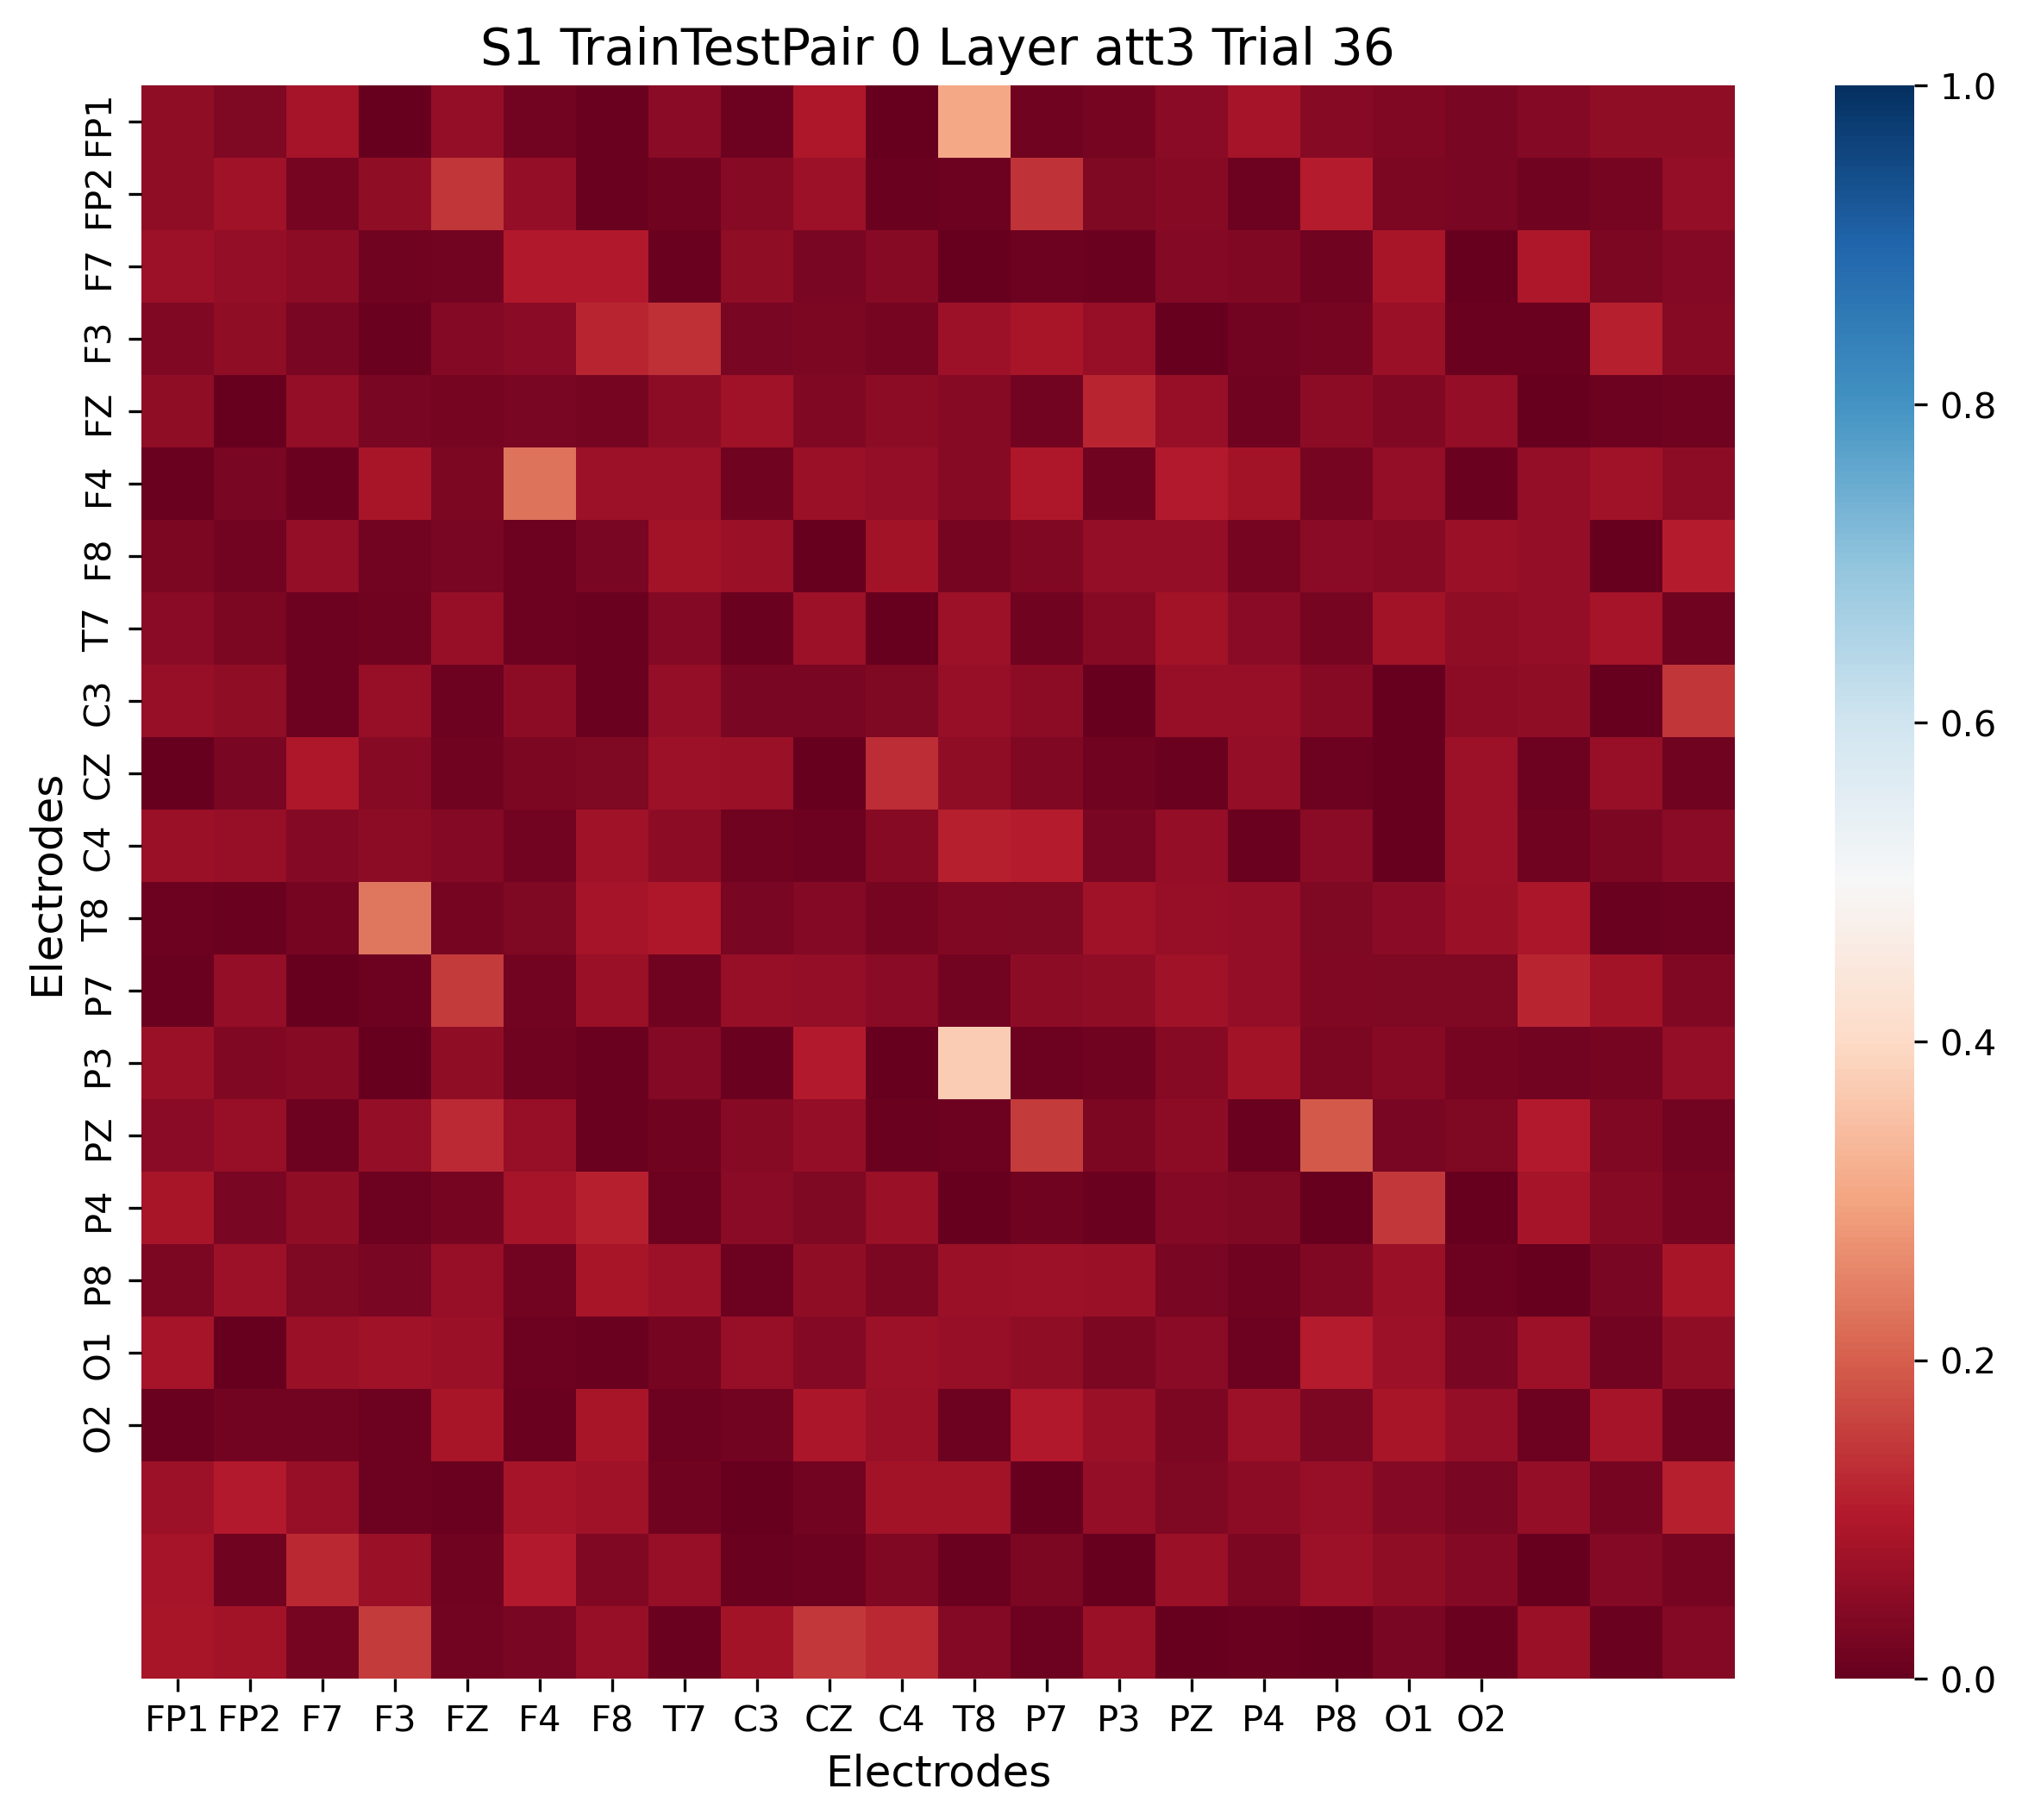 S1 TrainTestPair 0 Layer att3 Trial 36
Electrodes
FP1
FP2
F7
F3
FZ
F4
F8
T7
C3
CZ
C4
T8
P7
P3
PZ
P4
P8
O1
O2
FP1 FP2 F7 F3 FZ F4 F8 T7 C3 CZ C4 T8 P7 P3 PZ P4 P8 O1 O2
Electrodes
1.0
0.8
0.6
0.4
0.2
0.0